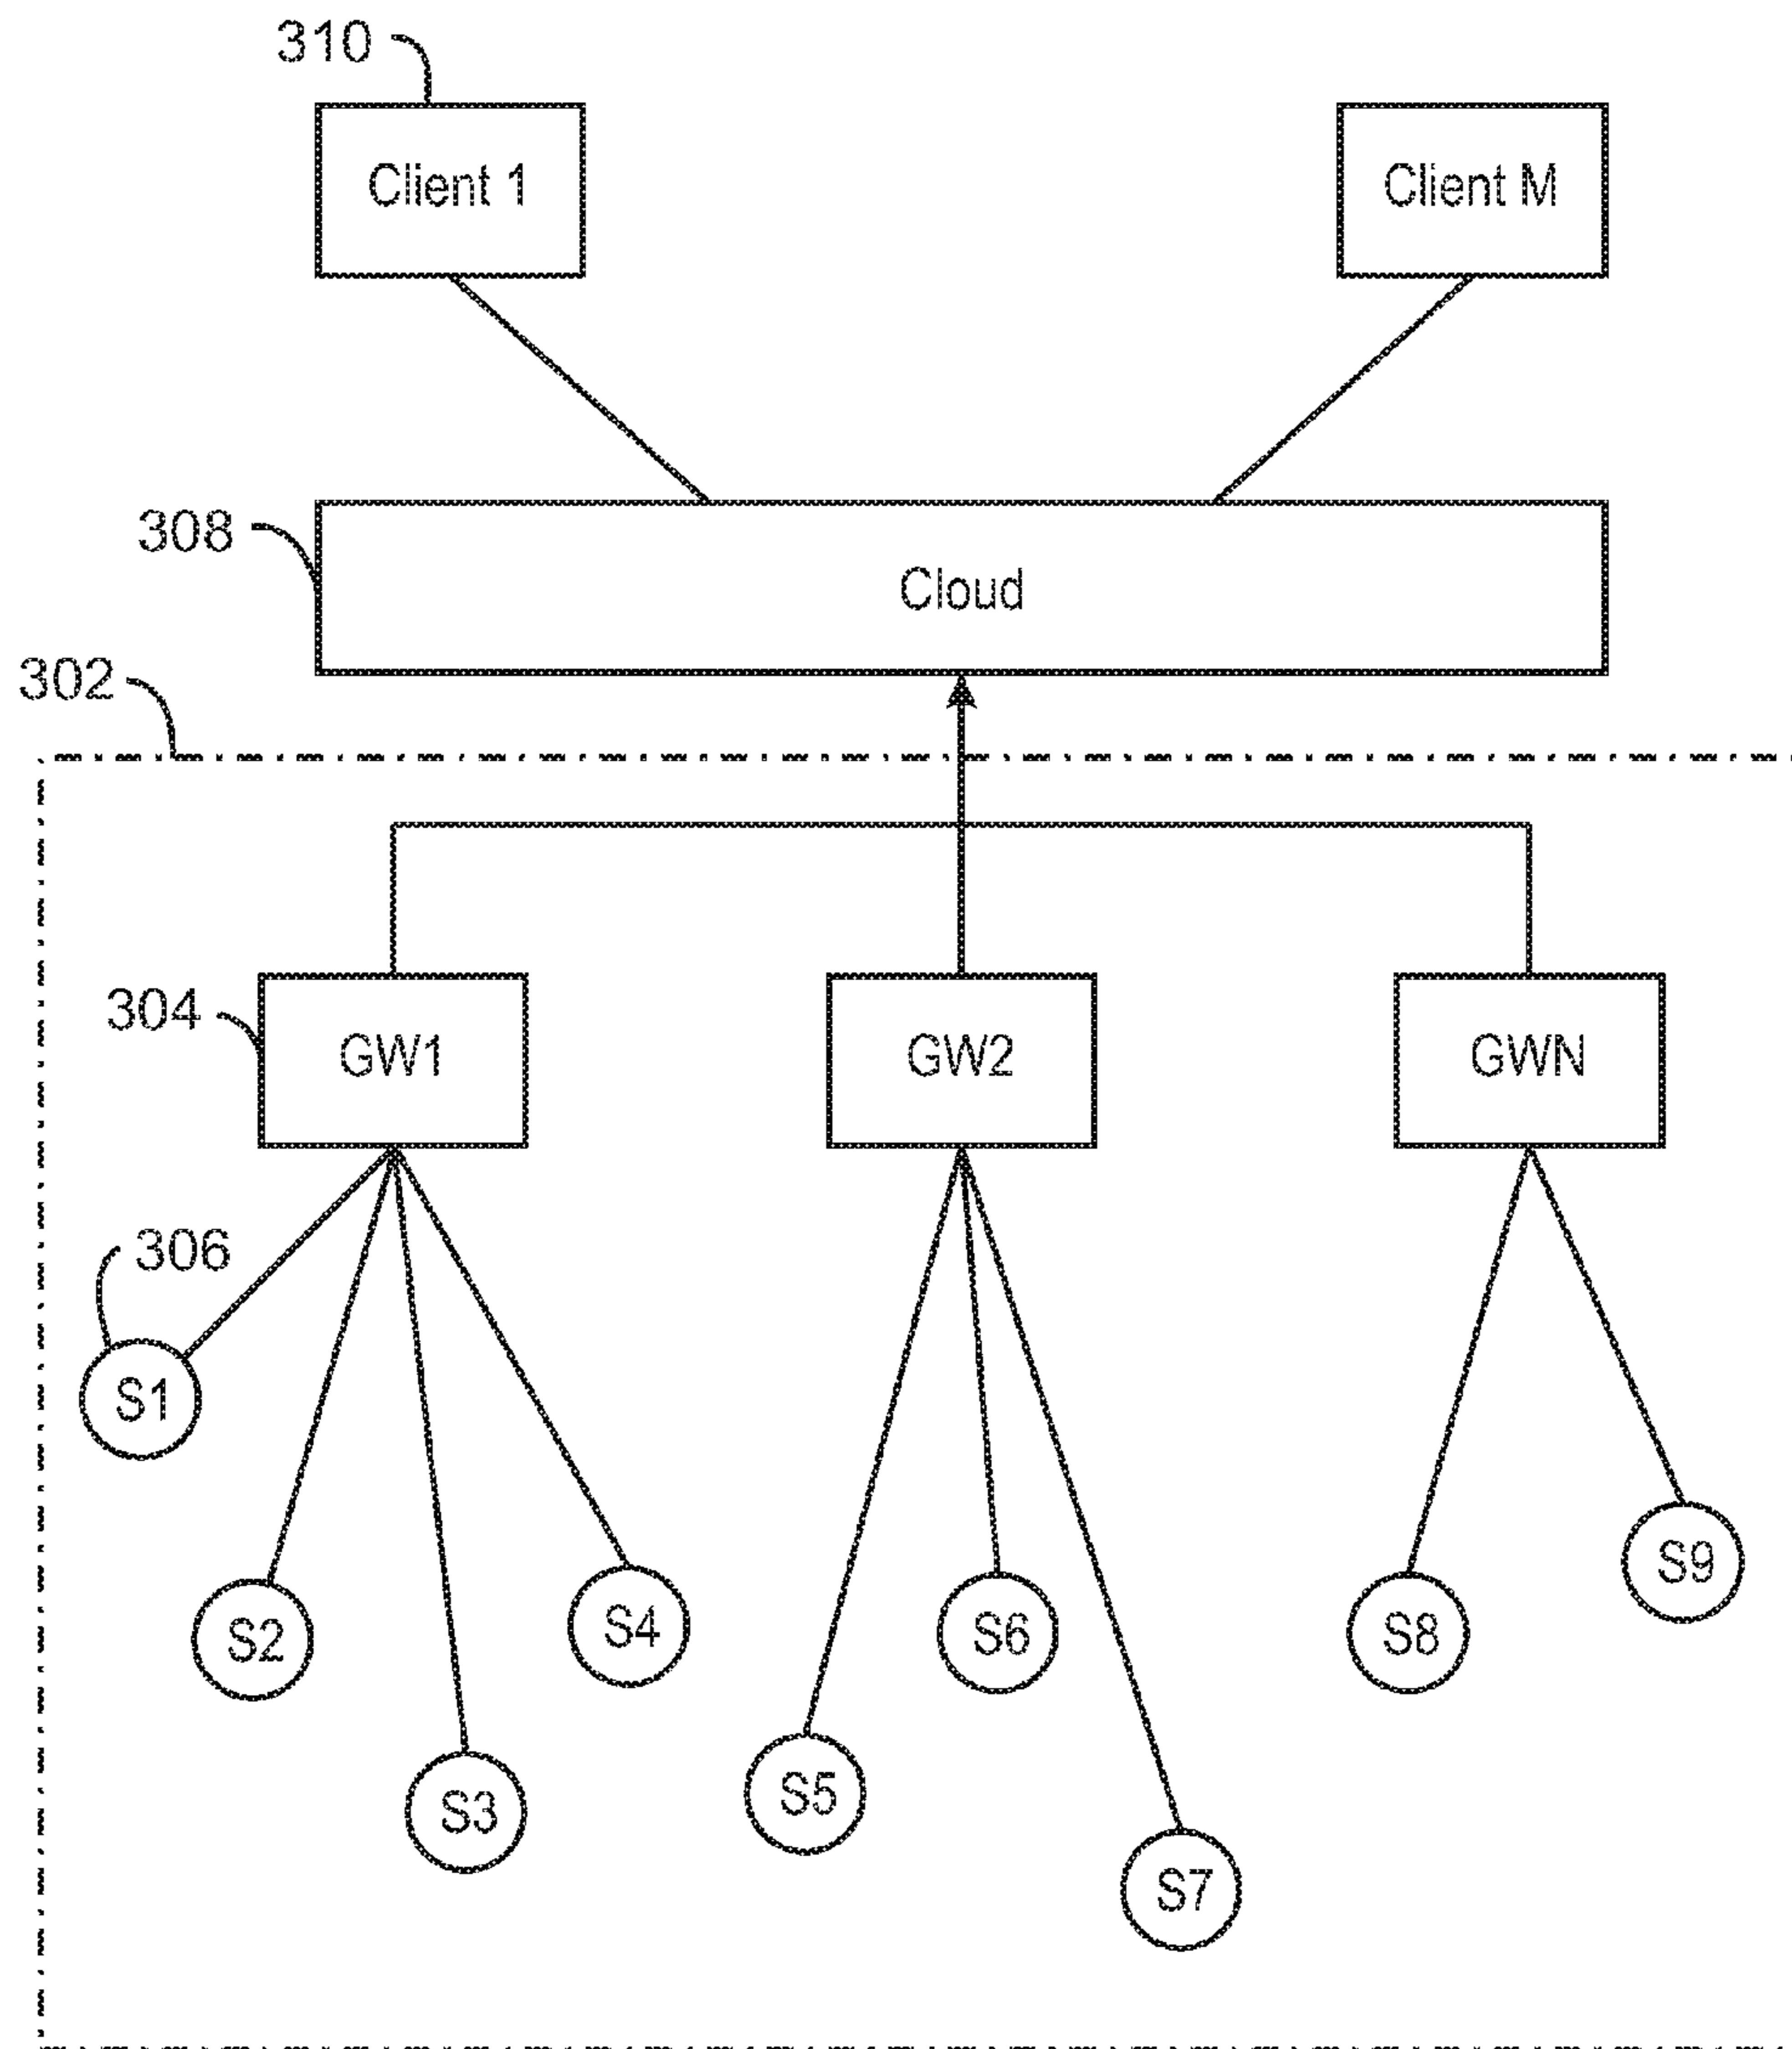 310
Client 1
Client M
308
Cloud
302
304
GW1
GW2
GWN
306
S1
S2
S3
S4
S5
S6
S7
S8
S9